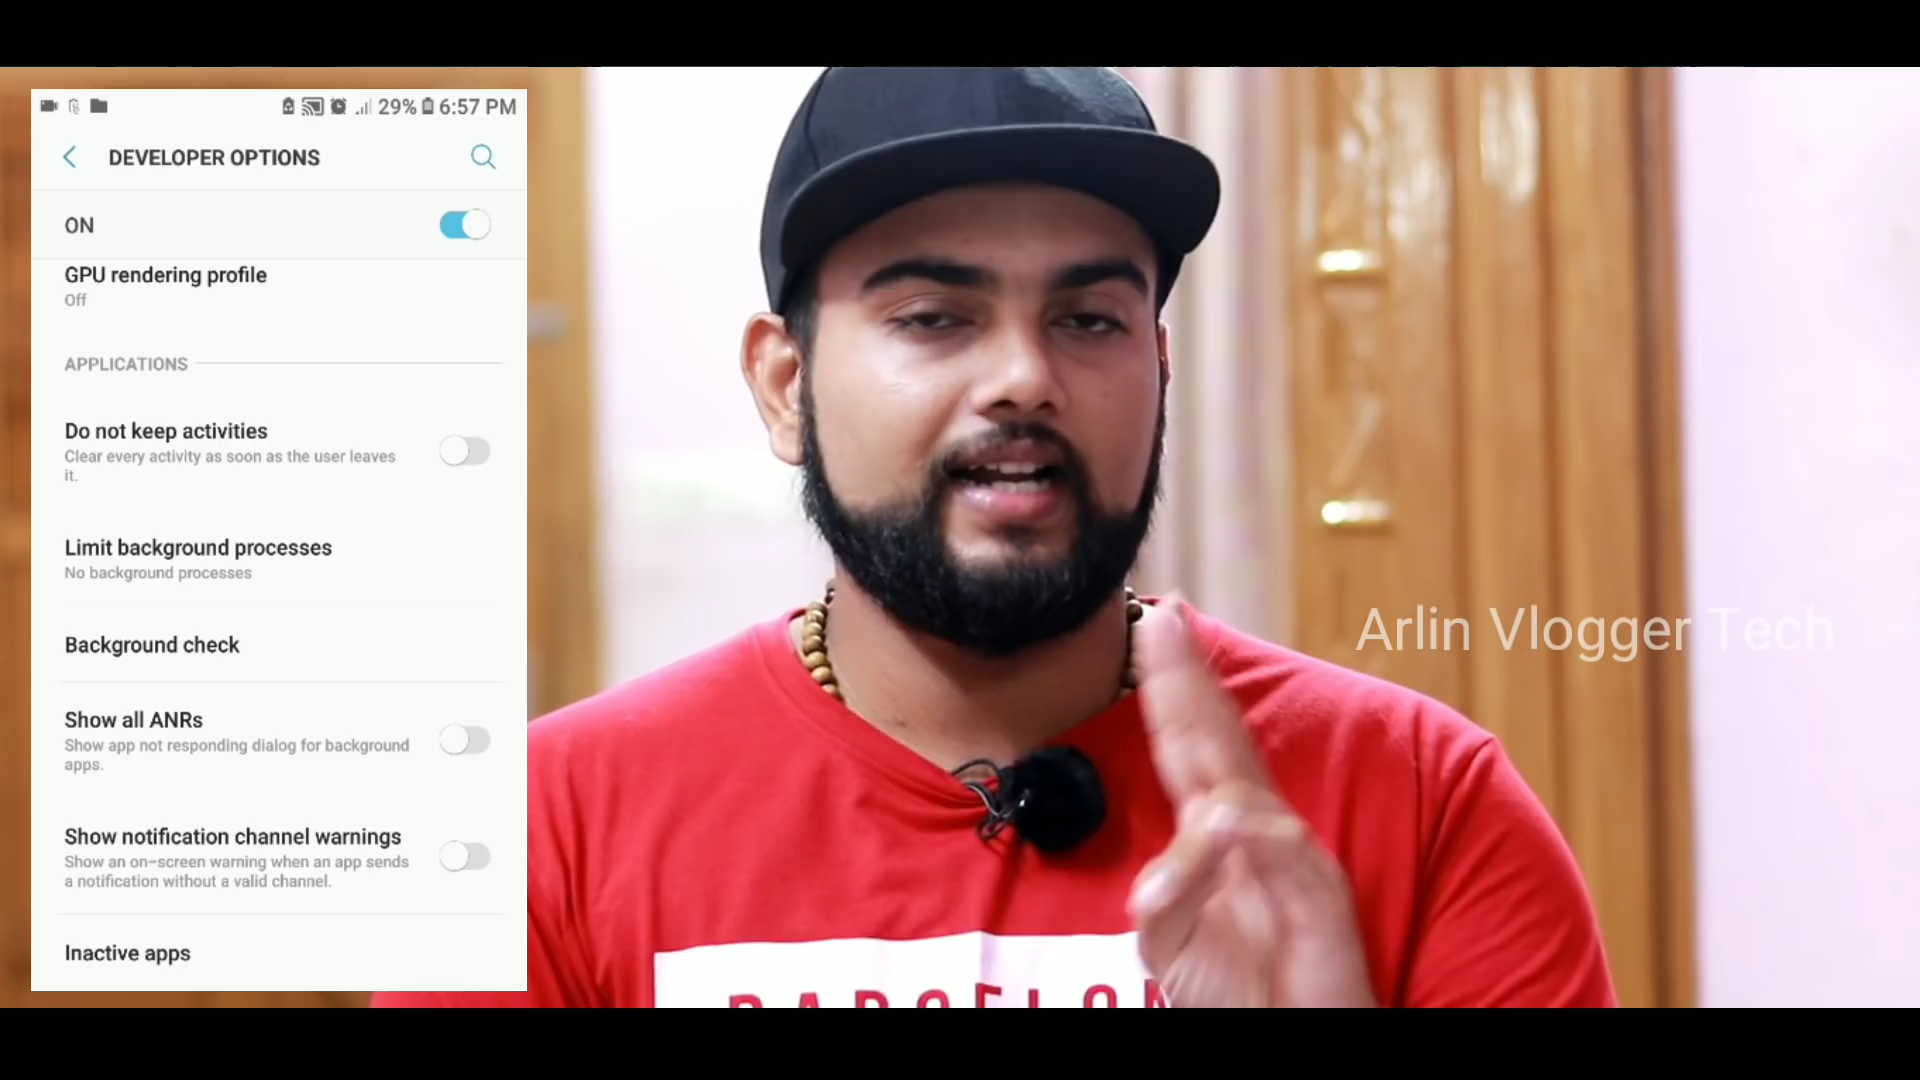 29% 6:57 PM
DEVELOPER OPTIONS
ON
GPU rendering profile
Off
APPLICATIONS
Do not keep activities
Clear every activity as soon as the user leaves
it.
Limit background processes
No background processes
Background check
Show all ANRs
Show app not responding dialog for background
apps.
Show notification channel warnings
Show an on-screen warning when an app sends
a notification without a valid channel.
Inactive apps
Arlin Vlogger Tech